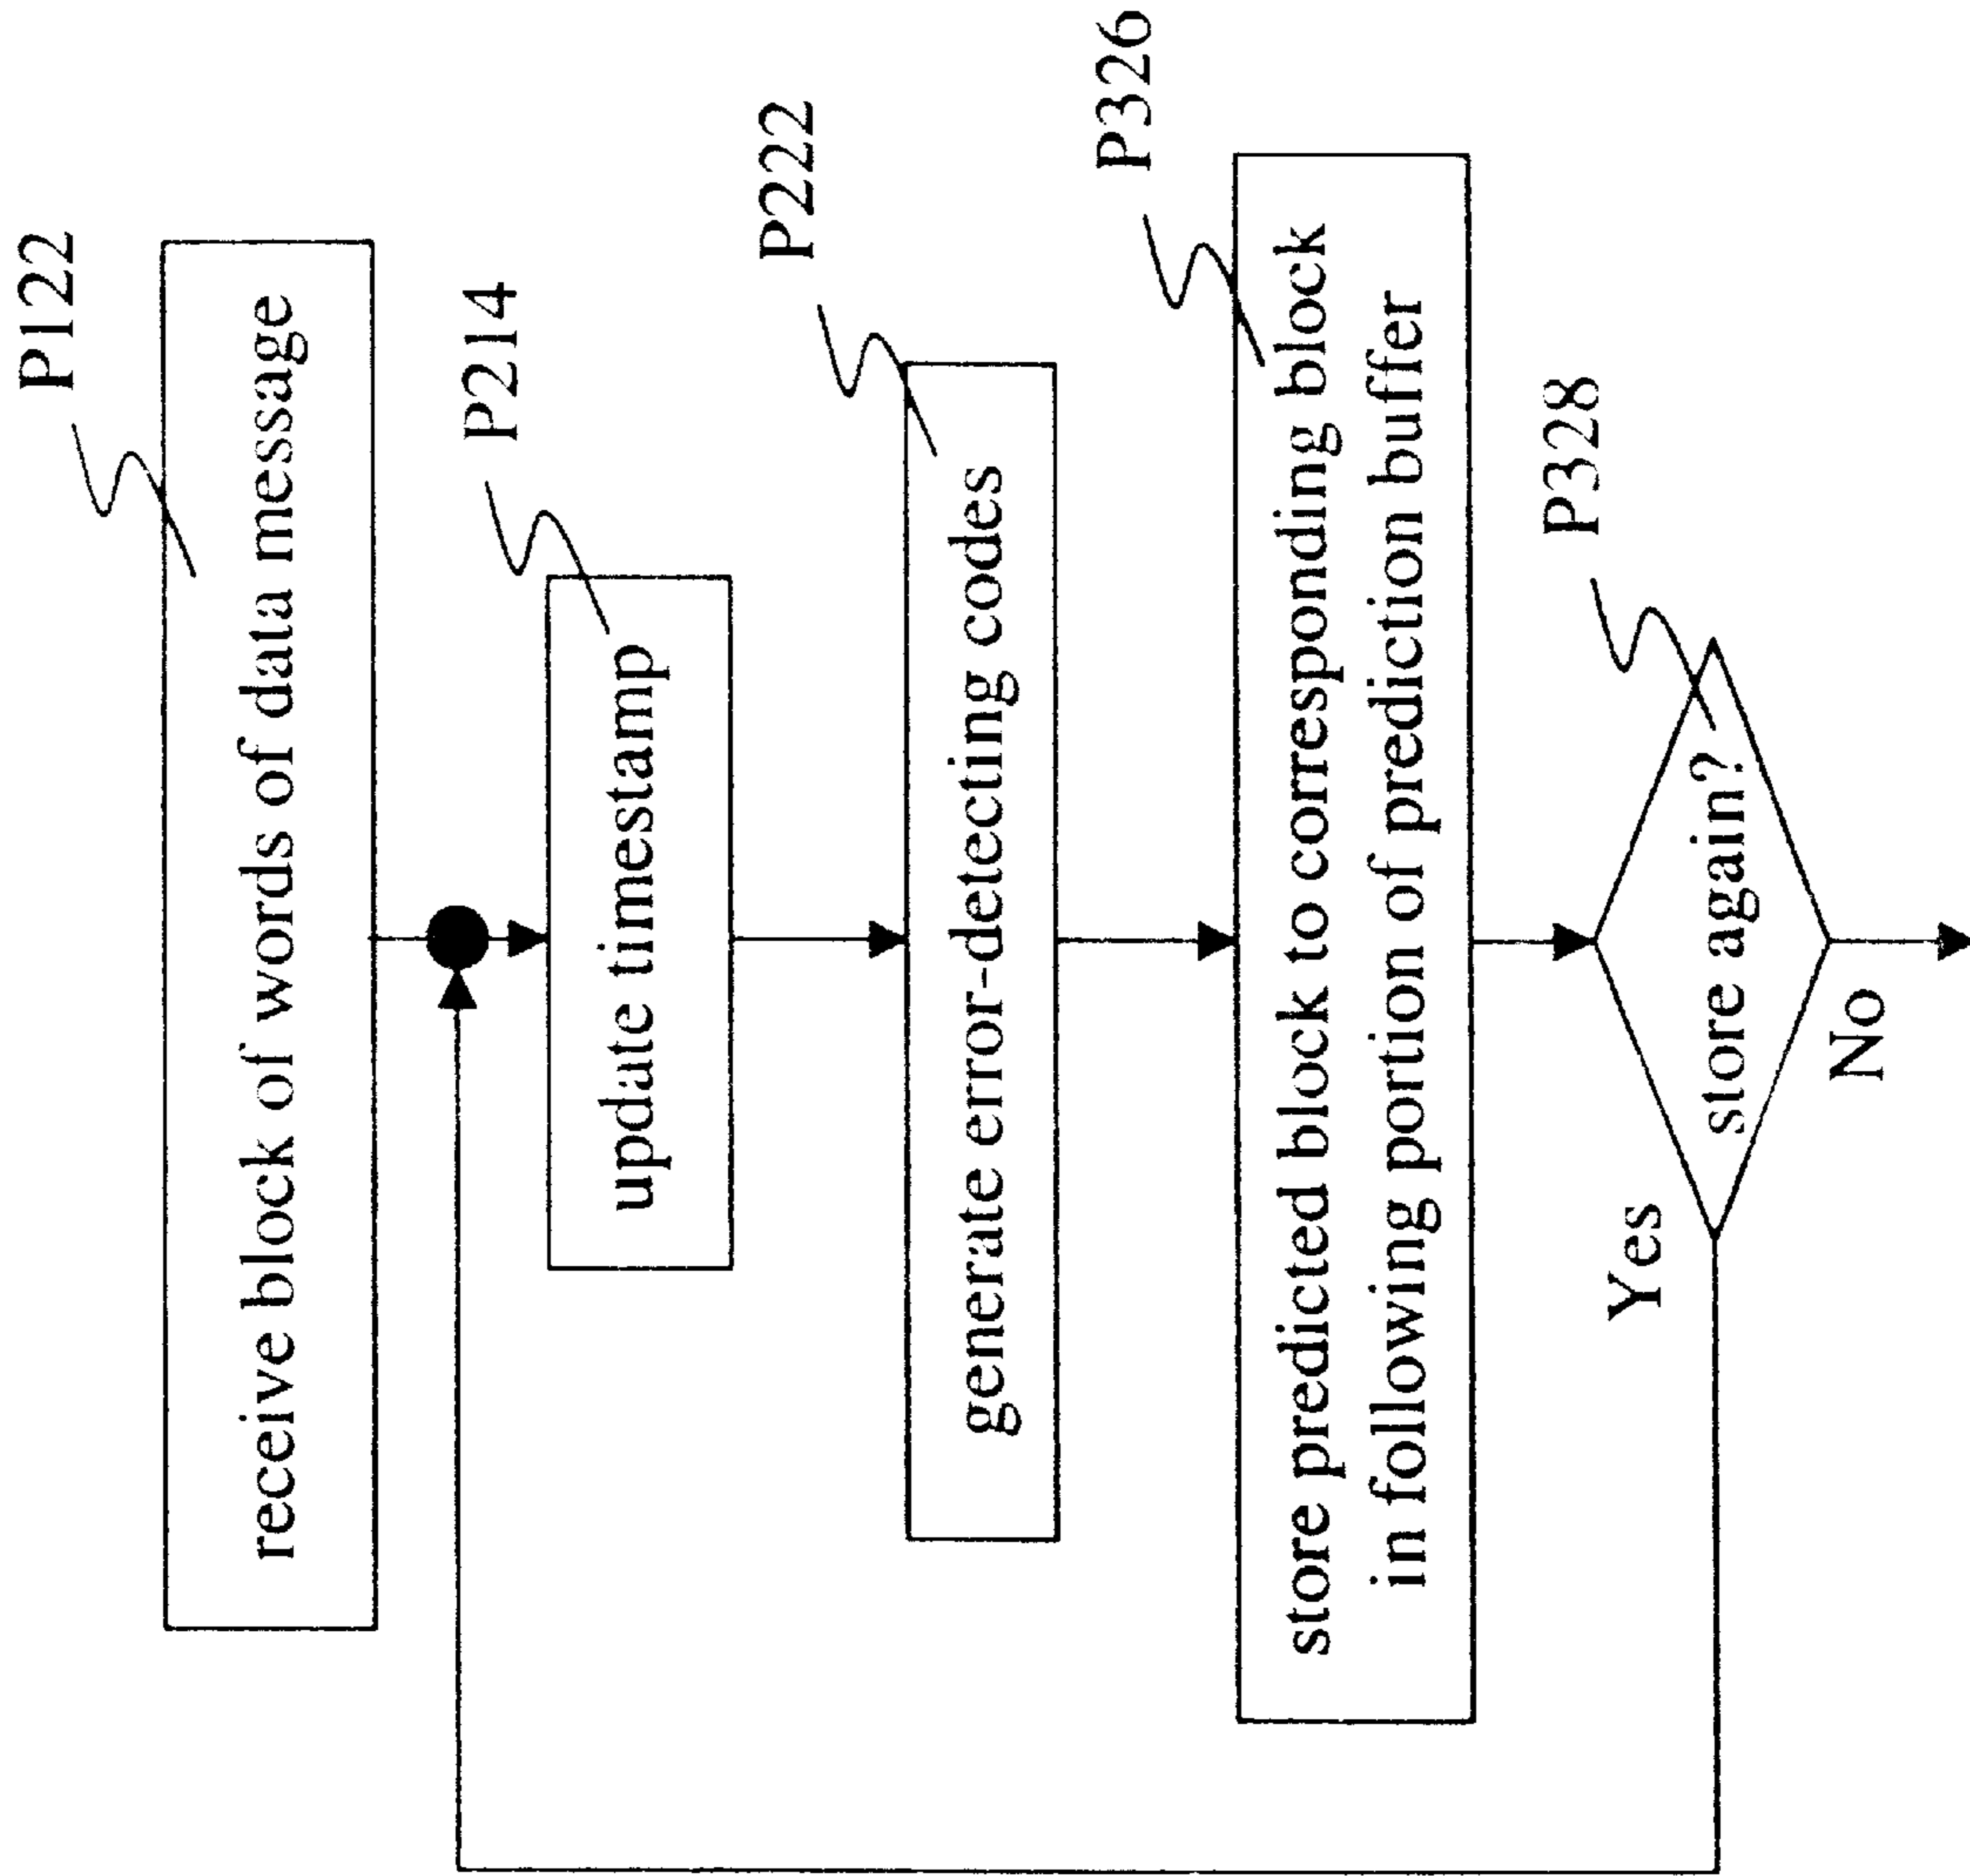 P122
receive block of words of data message
P214
update timestamp
P222
generate error-detecting codes
P326
store predicted block to corresponding block
in following portion of prediction buffer
P328
store again?
Yes
No